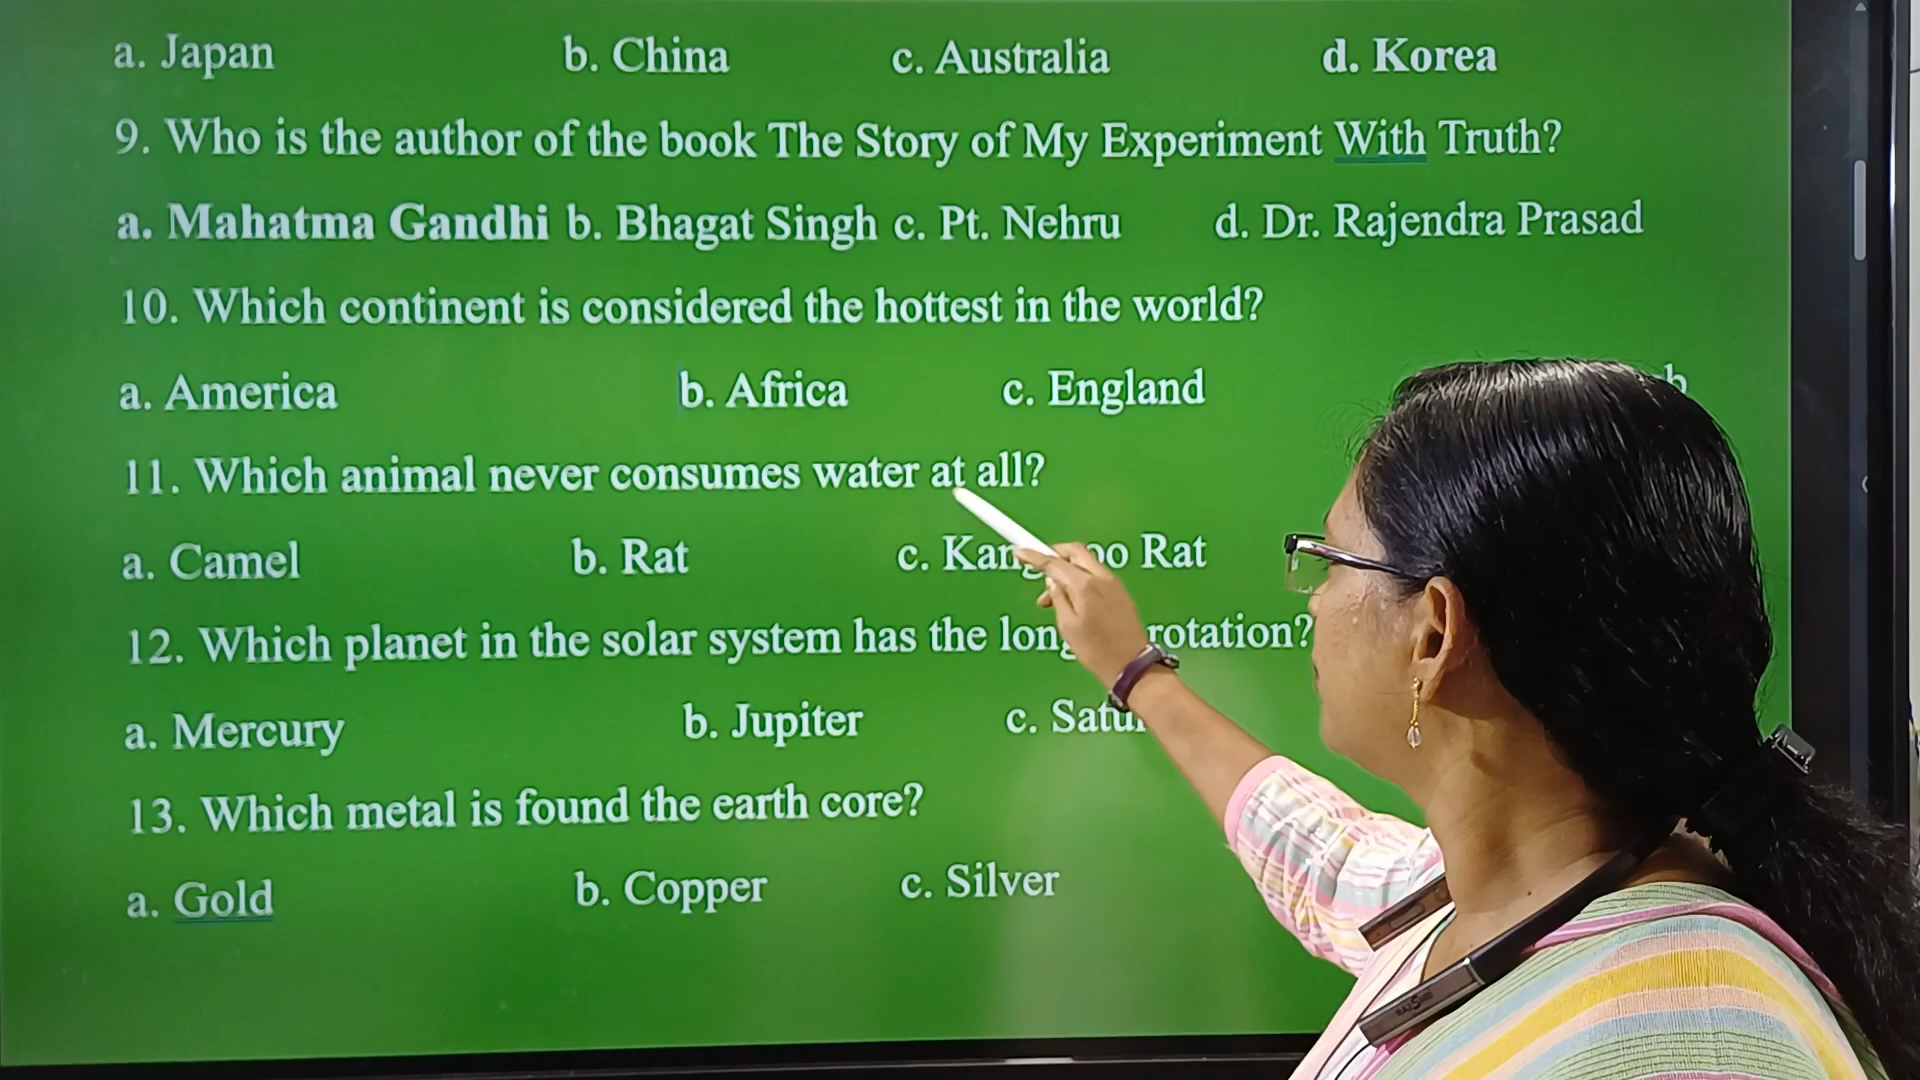 a. Japan b. China c. Australia d. Korea
9. Who is the author of the book The Story of My Experiment With Truth?
a. Mahatma Gandhi b. Bhagat Singh c. Pt. Nehru d. Dr. Rajendra Prasad
10. Which continent is considered the hottest in the world?
a. America b. Africa c. England
11. Which animal never consumes water at all?
a. Camel b. Rat c. Rat
12. Which planet in the solar system has the rotation?
a. Mercury b. Jupiter c.
13. Which metal is found the earth core?
a. Gold b. Copper c. Silver